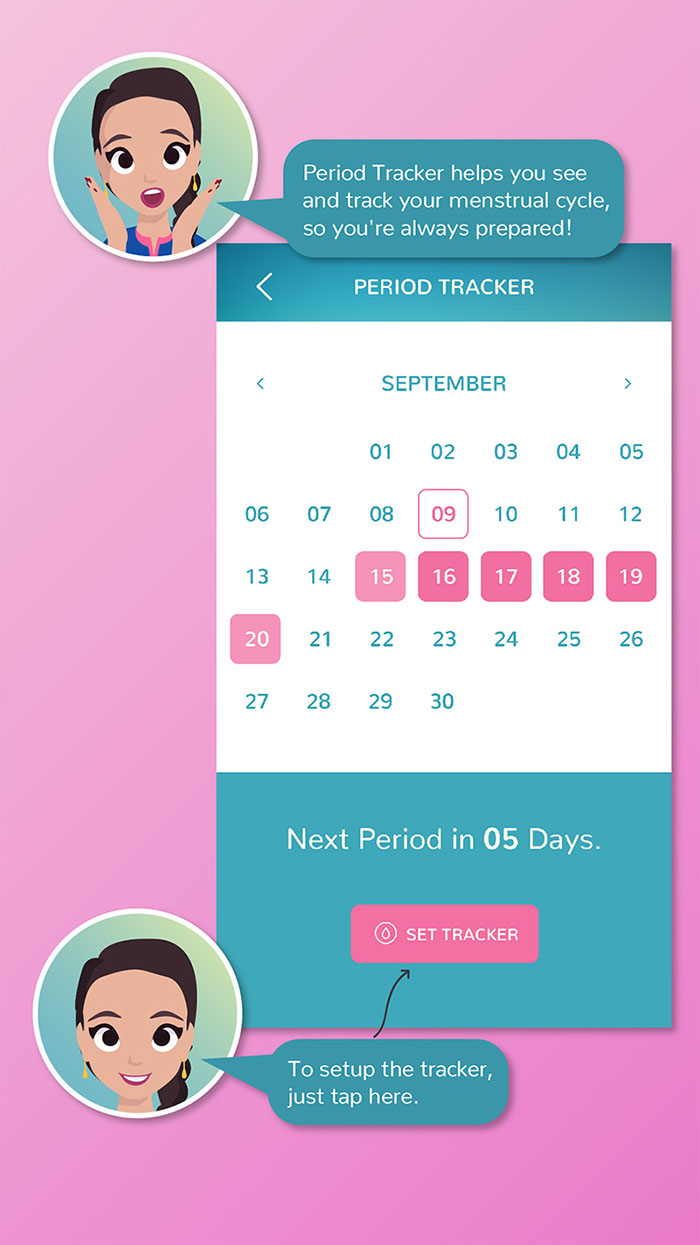 Period Tracker helps you see
and track your menstrual cycle,
so you're always prepared!
PERIOD TRACKER
SEPTEMBER
01 02 03 04 05
06 07 08 09 10 11 12
13 14 15 16 17 18 19
20 21 22 23 24 25 26
27 28 29 30
Next Period in 05 Days.
SET TRACKER
To setup the tracker,
just tap here.